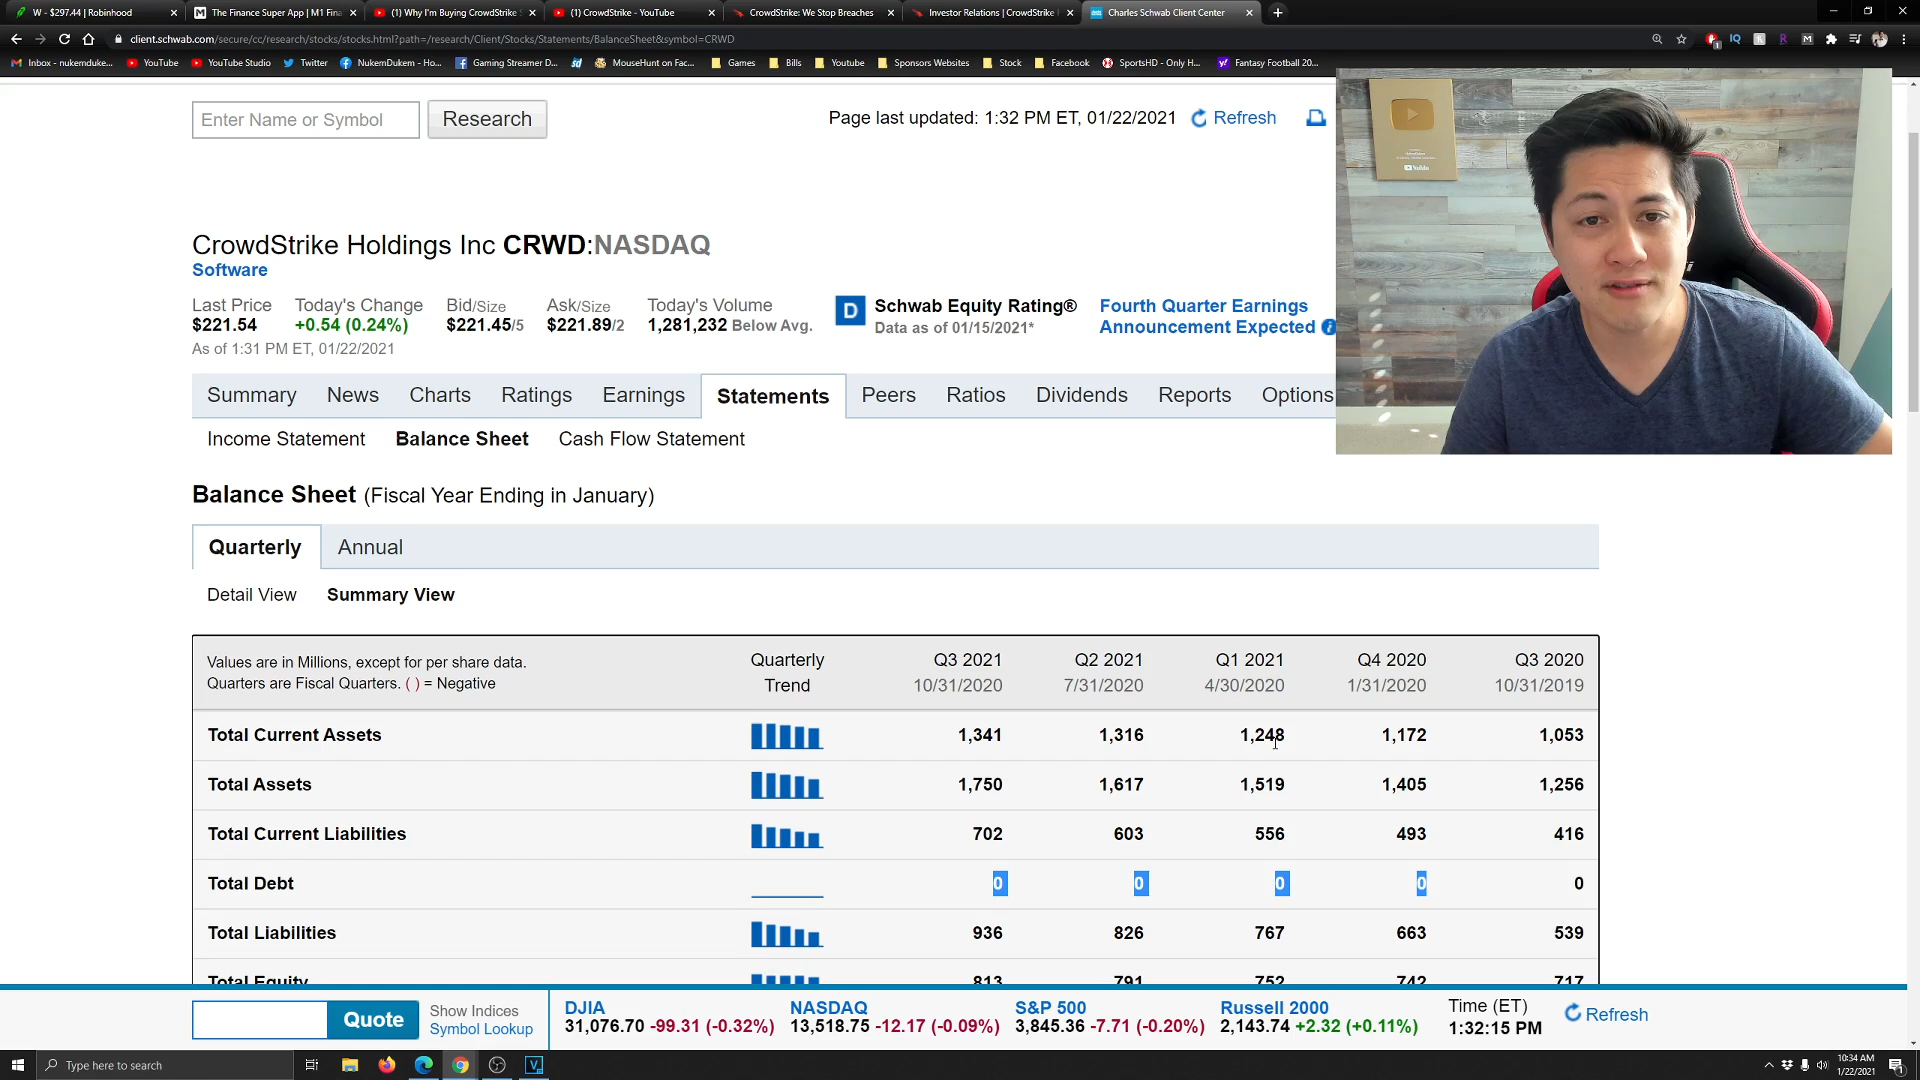 W - $297.44 | Robinhood
The Finance Super App | M1 Fin
(1) Why I'm Buying CrowdStrike
(1) CrowdStrike - YouTube
CrowdStrike: We Stop Breaches
Investor Relations | CrowdStrike
Charles Schwab Client Center
client.schwab.com/secure/cc/research/stocks/stocks.html?path=/research/Client/Stocks/Statements/BalanceSheet&symbol=CRWD
Inbox - nukemduke...
YouTube
YouTube Studio
Twitter
NukemDukem - Ho...
Gaming Streamer D...
MouseHunt on Fac...
Games
Bills
Youtube
Sponsors Websites
Stock
Facebook
SportsHD - Only H...
Fantasy Football 20...
Enter Name or Symbol
Research
Page last updated: 1:32 PM ET, 01/22/2021
Refresh
CrowdStrike Holdings Inc CRWD:NASDAQ
Software
Last Price Today's Change Bid/Size Ask/Size Today's Volume
$221.54 +0.54 (0.24%) $221.45/5 $221.89/2 1,281,232 Below Avg.
As of 1:31 PM ET, 01/22/2021
D
Schwab Equity Rating®
Data as of 01/15/2021*
Fourth Quarter Earnings
Announcement Expected
Summary News Charts Ratings Earnings Statements Peers Ratios Dividends Reports Options
Income Statement Balance Sheet Cash Flow Statement
Balance Sheet (Fiscal Year Ending in January)
Quarterly Annual
Detail View Summary View
Values are in Millions, except for per share data.
Quarters are Fiscal Quarters. ( ) = Negative
Quarterly
Trend
Q3 2021 Q2 2021 Q1 2021 Q4 2020 Q3 2020
10/31/2020 7/31/2020 4/30/2020 1/31/2020 10/31/2019
Total Current Assets 1,341 1,316 1,248 1,172 1,053
Total Assets 1,750 1,617 1,519 1,405 1,256
Total Current Liabilities 702 603 556 493 416
Total Debt 0 0 0 0 0
Total Liabilities 936 826 767 663 539
Total Equity 813 791 752 742 717
Quote
Show Indices
Symbol Lookup
DJIA NASDAQ S&P 500 Russell 2000
31,076.70 -99.31 (-0.32%) 13,518.75 -12.17 (-0.09%) 3,845.36 -7.71 (-0.20%) 2,143.74 +2.32 (+0.11%)
Time (ET)
1:32:15 PM
Refresh
Type here to search
10:34 AM
1/22/2021